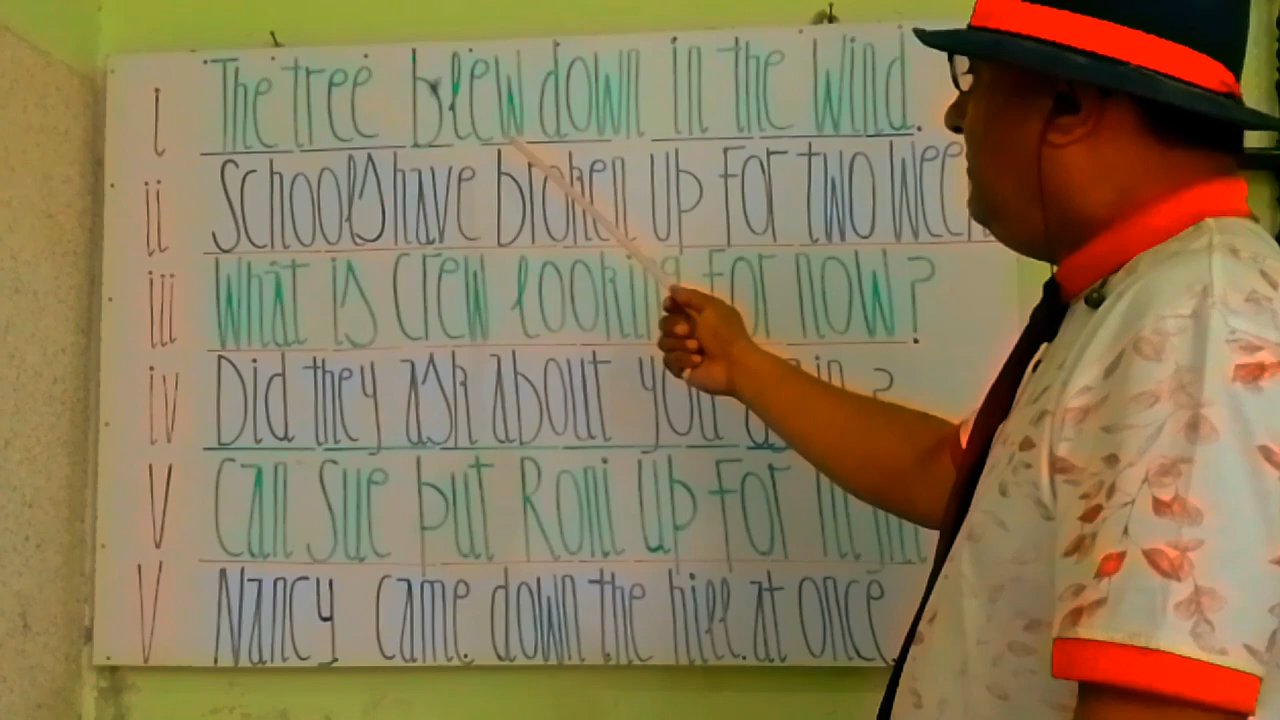 i The tree blew down in the wind.
ii Schools have broken up for two
iii What is crew looking for now?
iv Did they ask about you ?
V Can Sue put Roni up for
V Nancy came down the hill at once